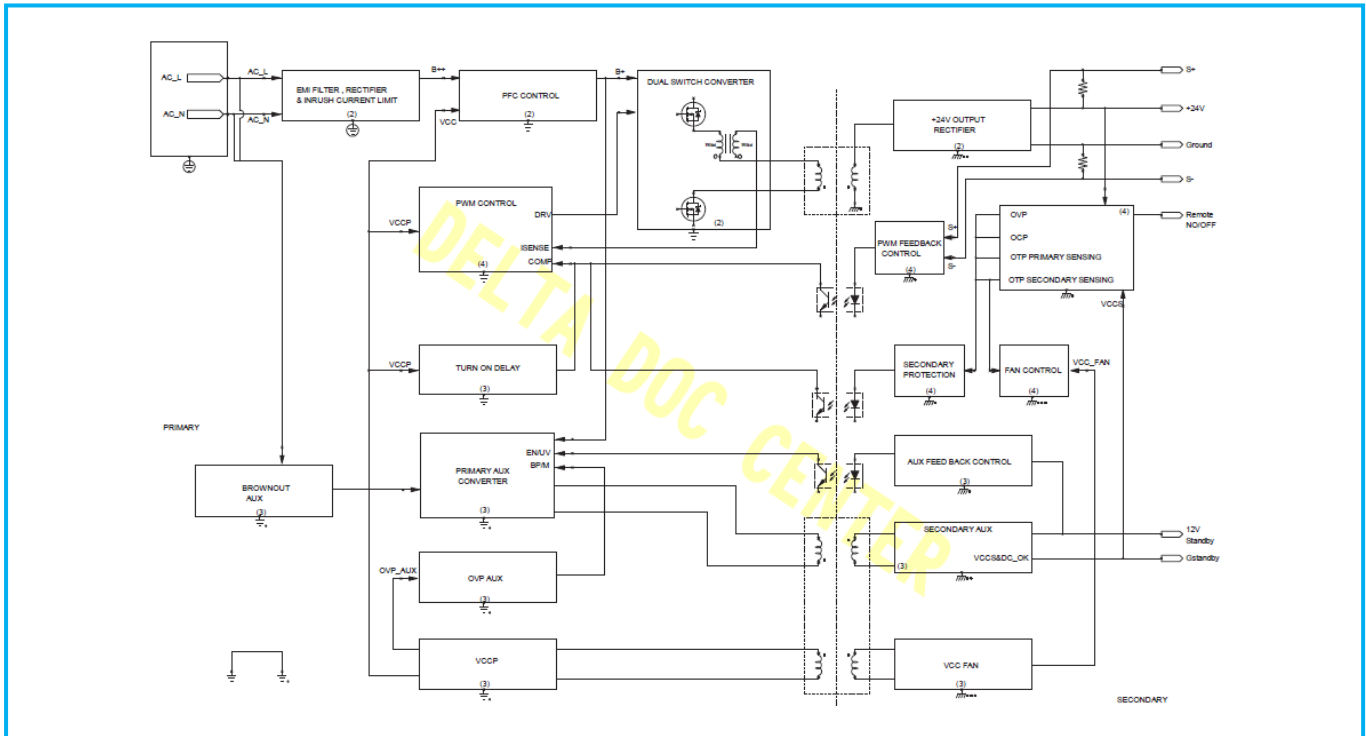 AC_L
AC_L
AC_N
AC_N
EMI FILTER , RECTIFIER
& INRUSH CURRENT LIMIT
(2)
B++
VCC
PFC CONTROL
(2)
B+
DUAL SWITCH CONVERTER
(2)
+24V OUTPUT
RECTIFIER
(2)
S+
+24V
Ground
S-
Remote
NO/OFF
PWM CONTROL
DRV
ISENSE
COMP
(4)
VCCP
PWM FEEDBACK
CONTROL
(4)
S+
S-
OVP
(4)
OCP
OTP PRIMARY SENSING
OTP SECONDARY SENSING
VCCS
VCCP
TURN ON DELAY
(3)
SECONDARY
PROTECTION
(4)
FAN CONTROL
(4)
VCC_FAN
PRIMARY
BROWNOUT
AUX
(3)
PRIMARY AUX
CONVERTER
(3)
EN/UV
BP/M
AUX FEED BACK CONTROL
(3)
SECONDARY AUX
VCCS&DC_OK
(3)
12V
Standby
Gstandby
OVP_AUX
OVP AUX
(3)
VCCP
(3)
VCC FAN
(3)
SECONDARY
DELTA DOC CENTER